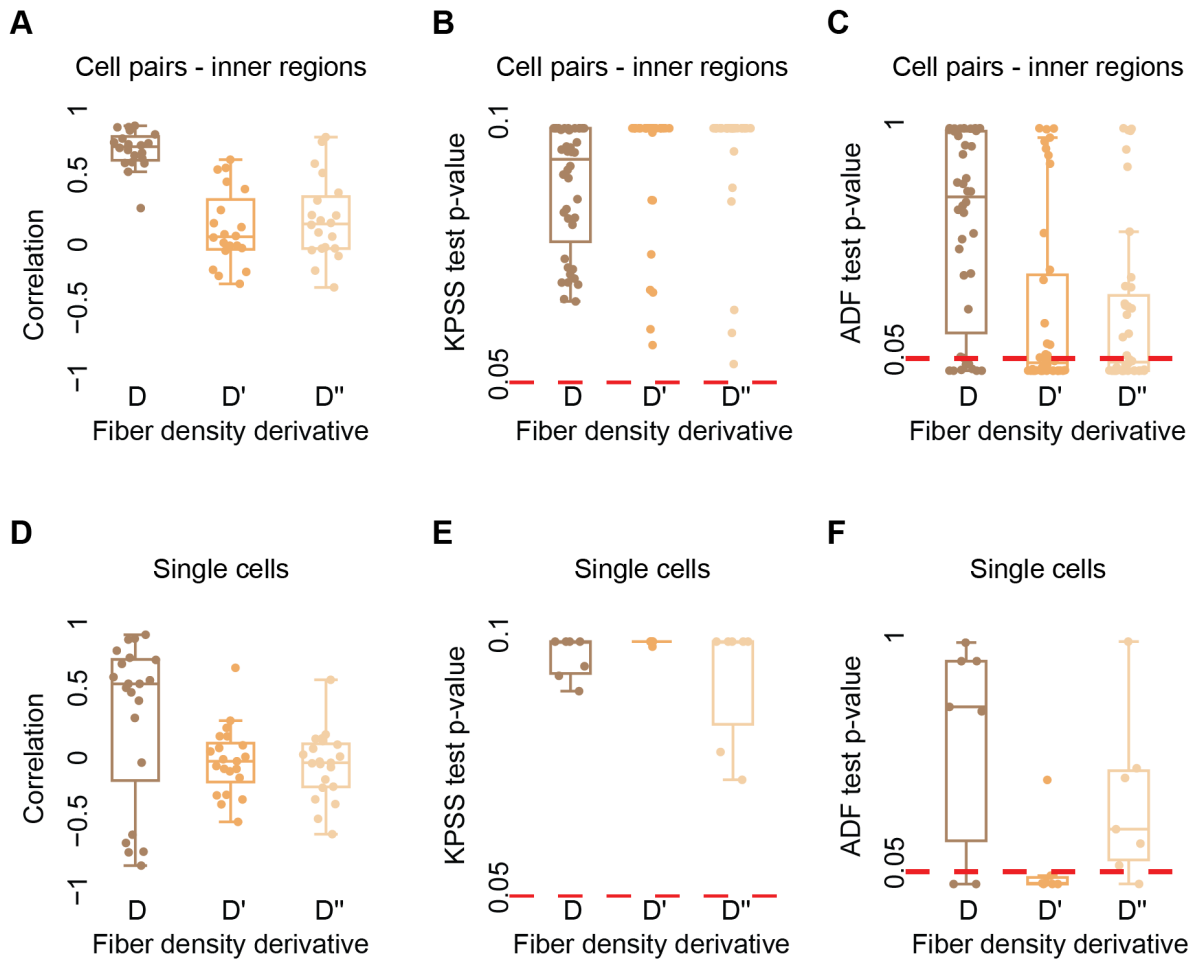 A
Cell pairs - inner regions
Correlation
1
0.5
0
−0.5
−1
D D' D"
Fiber density derivative
B
Cell pairs - inner regions
KPSS test p-value
0.1
0.05
D D' D"
Fiber density derivative
C
Cell pairs - inner regions
ADF test p-value
1
0.05
D D' D"
Fiber density derivative
D
Single cells
Correlation
1
0.5
0
−0.5
−1
D D' D"
Fiber density derivative
E
Single cells
KPSS test p-value
0.1
0.05
D D' D"
Fiber density derivative
F
Single cells
ADF test p-value
1
0.05
D D' D"
Fiber density derivative